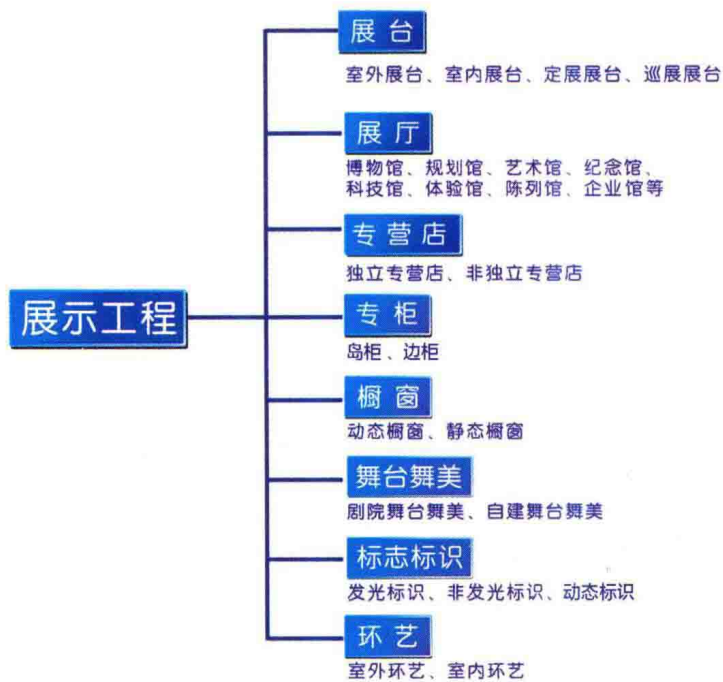 展台
室外展台、室内展台、定展展台、巡展展台
展厅
博物馆、规划馆、艺术馆、纪念馆、
科技馆、体验馆、陈列馆、企业馆等
专营店
独立专营店、非独立专营店
展示工程
专柜
岛柜、边柜
橱窗
动态橱窗、静态橱窗
舞台舞美
剧院舞台舞美、自建舞台舞美
标志标识
发光标识、非发光标识、动态标识
环艺
室外环艺、室内环艺